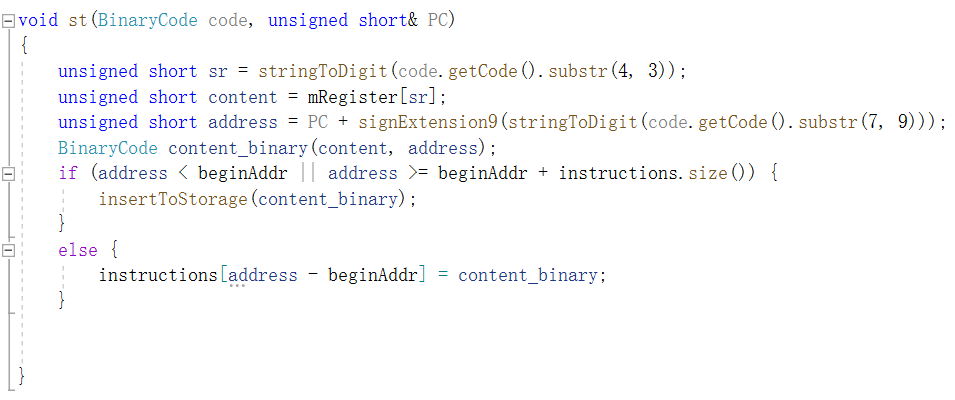 void st(BinaryCode code, unsigned short& PC)
{
    unsigned short sr = stringToDigit(code.getCode().substr(4, 3));
    unsigned short content = mRegister[sr];
    unsigned short address = PC + signExtension9(stringToDigit(code.getCode().substr(7, 9)));
    BinaryCode content_binary(content, address);
    if (address < beginAddr || address >= beginAddr + instructions.size()) {
        insertToStorage(content_binary);
    }
    else {
        instructions[address - beginAddr] = content_binary;
    }
}